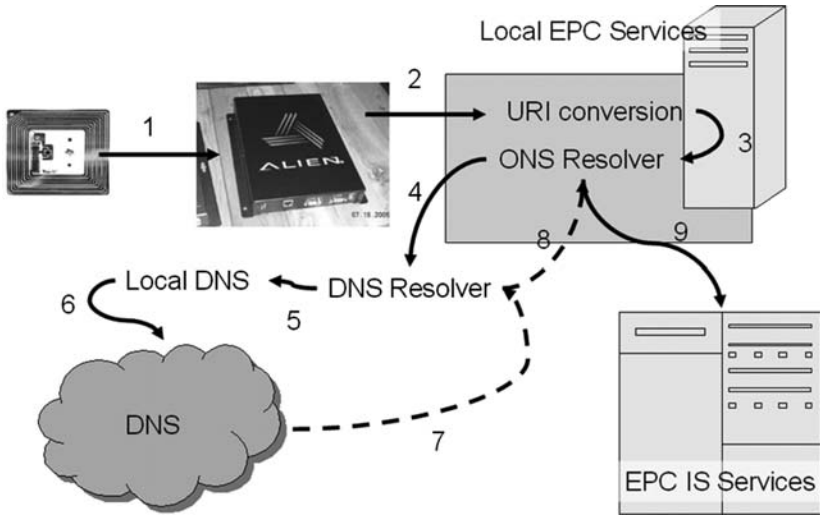 Local EPC Services
2
URI conversion
1
ALIEN
3
ONS Resolver
4
07.19.2005
8
9
Local DNS
DNS Resolver
6
5
DNS
7
EPC IS Services